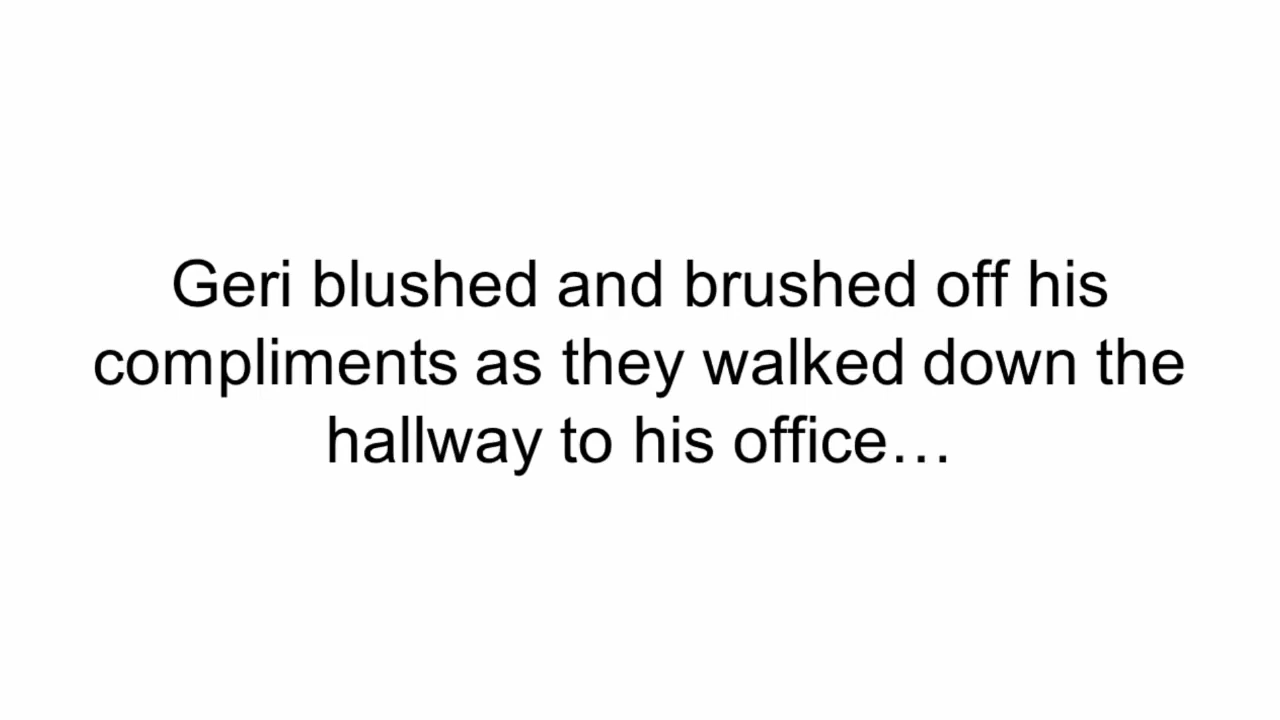 Geri blushed and brushed off his
compliments as they walked down the
hallway to his office…